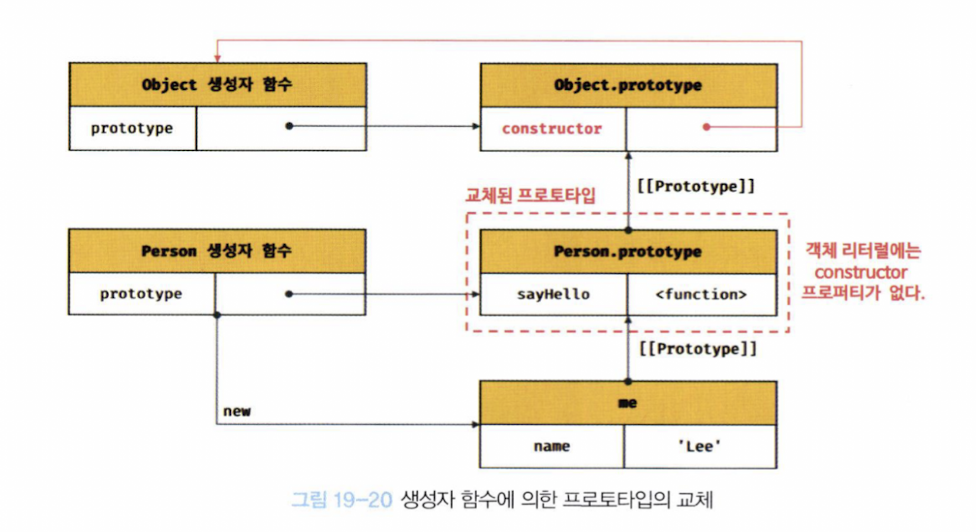 Object 생성자 함수
prototype
Object.prototype
constructor
[[Prototype]]
교체된 프로토타입
Person 생성자 함수
prototype
Person.prototype
sayHello
<function>
객체 리터럴에는
constructor
프로퍼티가 없다.
[[Prototype]]
new
me
name
'Lee'
그림 19-20 생성자 함수에 의한 프로토타입의 교체